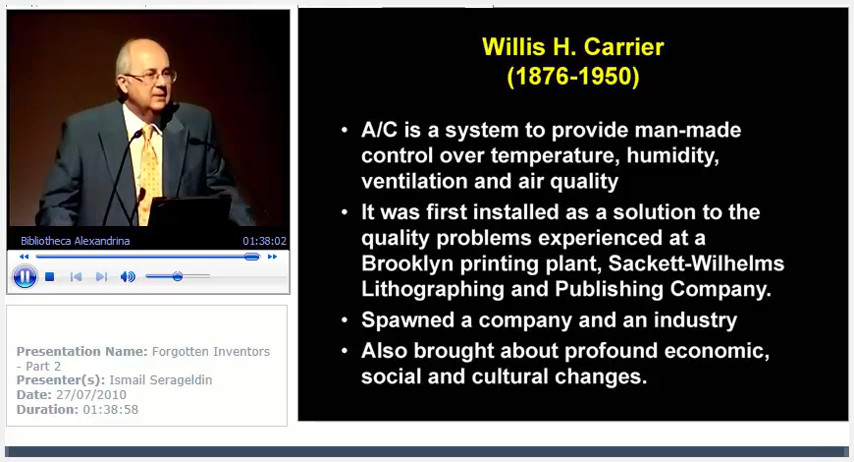 Willis H. Carrier
(1876-1950)
• A/C is a system to provide man-made
control over temperature, humidity,
ventilation and air quality
• It was first installed as a solution to the
quality problems experienced at a
Brooklyn printing plant, Sackett-Wilhelms
Lithographing and Publishing Company.
• Spawned a company and an industry
• Also brought about profound economic,
social and cultural changes.
Bibliotheca Alexandrina 01:38:02
Presentation Name: Forgotten Inventors
- Part 2
Presenter(s): Ismail Serageldin
Date: 27/07/2010
Duration: 01:38:58